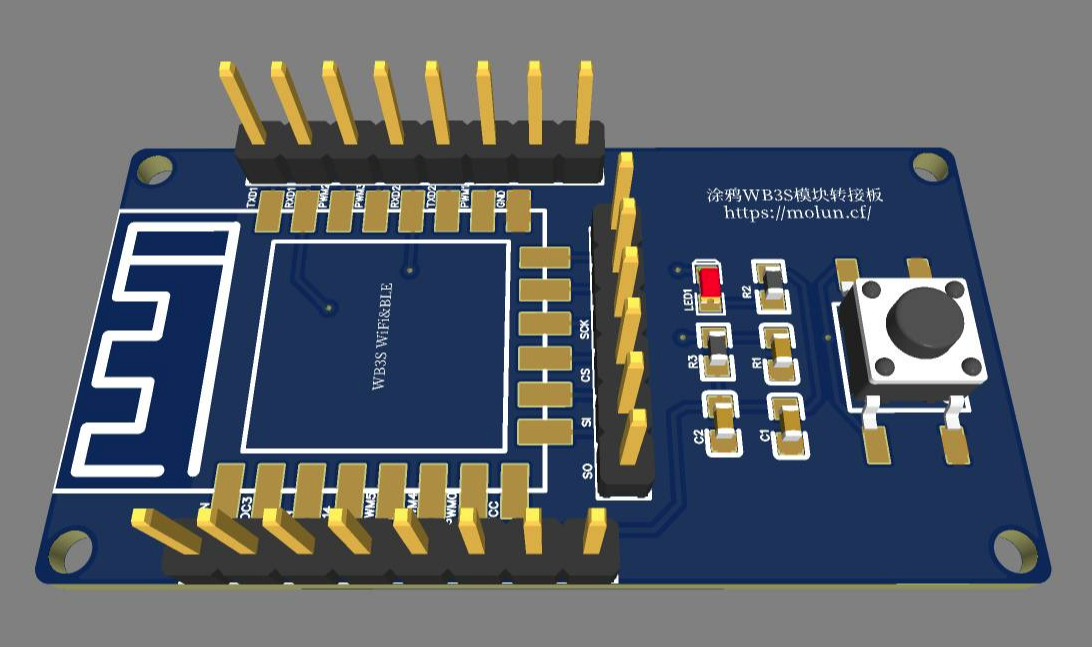 TXD1
RXD1
PWM2
PWM3
RXD2
TXD2
PWM1
GND
涂鸦WB3S模块转接板
https://molun.cf/
WB3S WiFi&BLE
SCK
CS
SI
SO
LED1
R2
R3
R1
C2
C1